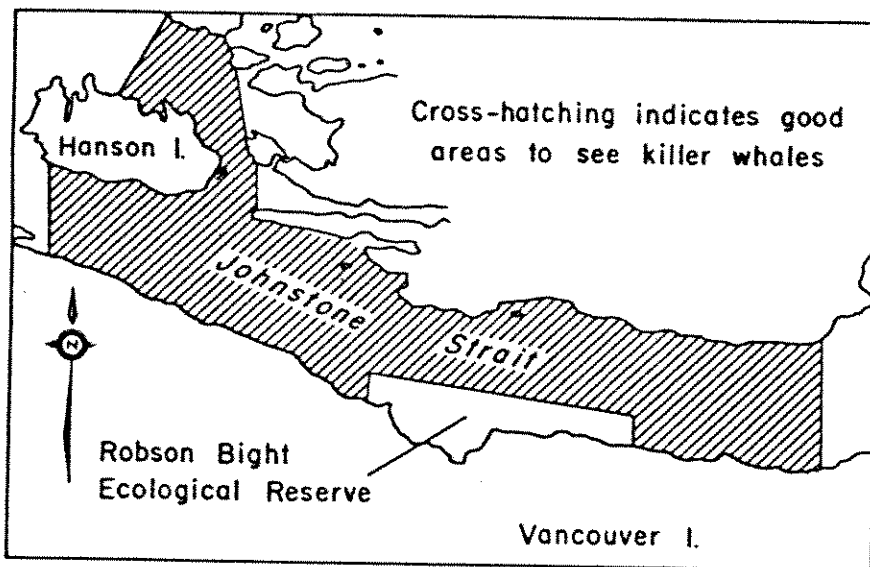 Cross-hatching indicates good
areas to see killer whales
Hanson I.
Johnstone
Strait
N
Robson Bight
Ecological Reserve
Vancouver I.